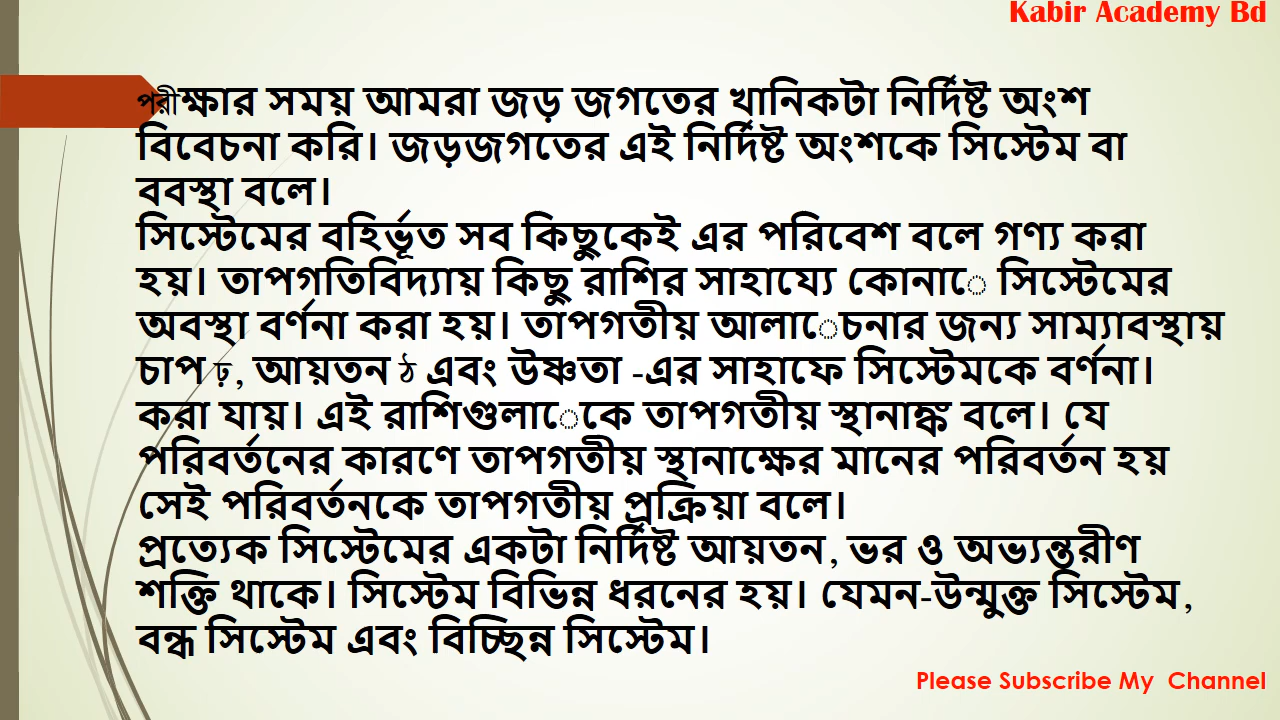 Kabir Academy Bd
পরীক্ষার সময় আমরা জড় জগতের খানিকটা নির্দিষ্ট অংশ
বিবেচনা করি। জড়জগতের এই নির্দিষ্ট অংশকে সিস্টেম বা
ববস্থা বলে।
সিস্টেমের বহির্ভূত সব কিছুকেই এর পরিবেশ বলে গণ্য করা
হয়। তাপগতিবিদ্যায় কিছু রাশির সাহায্যে কোনাে সিস্টেমের
অবস্থা বর্ণনা করা হয়। তাপগতীয় আলােচনার জন্য সাম্যাবস্থায়
চাপ ঢ়, আয়তন ঠ এবং উষ্ণতা -এর সাহাফে সিস্টেমকে বর্ণনা।
করা যায়। এই রাশিগুলােকে তাপগতীয় স্থানাঙ্ক বলে। যে
পরিবর্তনের কারণে তাপগতীয় স্থানাক্ষের মানের পরিবর্তন হয়
সেই পরিবর্তনকে তাপগতীয় প্রক্রিয়া বলে।
প্রত্যেক সিস্টেমের একটা নির্দিষ্ট আয়তন, ভর ও অভ্যন্তরীণ
শক্তি থাকে। সিস্টেম বিভিন্ন ধরনের হয়। যেমন-উন্মুক্ত সিস্টেম,
বন্ধ সিস্টেম এবং বিচ্ছিন্ন সিস্টেম।
Please Subscribe My Channel